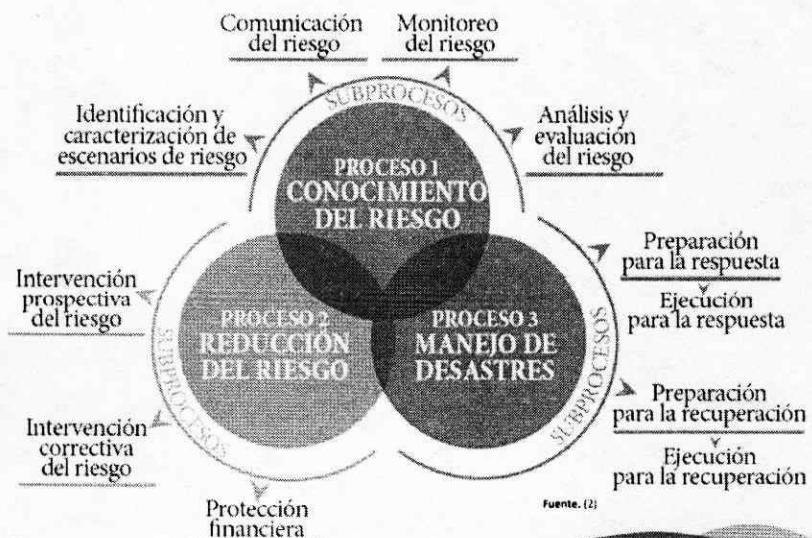 Comunicación
del riesgo
Monitoreo
del riesgo
Identificación y
caracterización de
escenarios de riesgo
SUBPROCESOS
Análisis y
evaluación
del riesgo
PROCESO 1
CONOCIMIENTO
DEL RIESGO
Intervención
prospectiva
del riesgo
Intervención
correctiva
del riesgo
Protección
financiera
SUBPROCESOS
PROCESO 2
REDUCCIÓN
DEL RIESGO
PROCESO 3
MANEJO DE
DESASTRES
SUBPROCESOS
Preparación
para la respuesta
Ejecución
para la respuesta
Preparación
para la recuperación
Ejecución
para la recuperación
Fuente. (2)